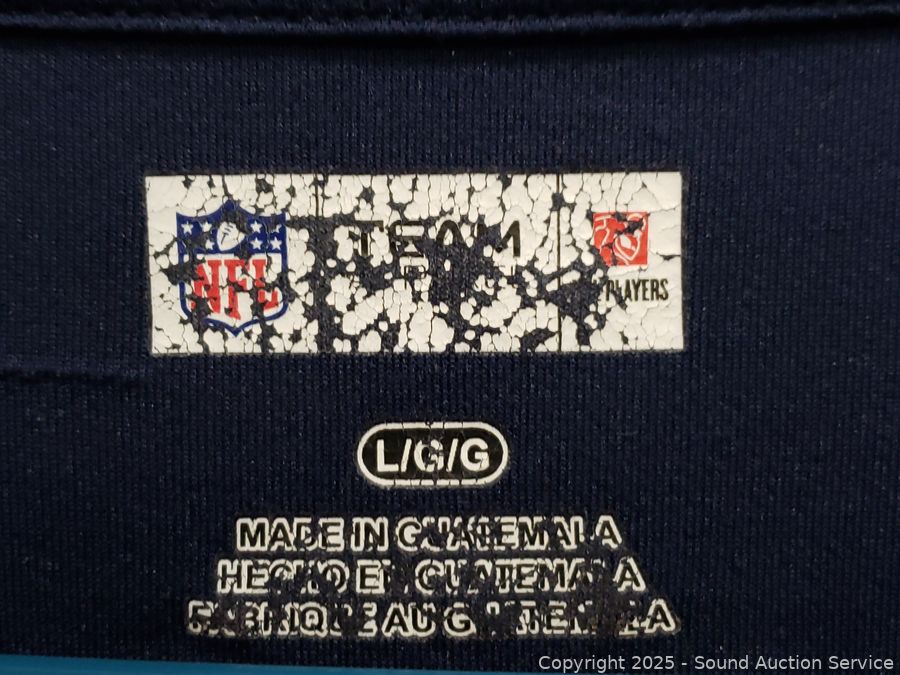 NFL
TEAM
PLAYERS
L/G/G
MADE IN GUATEMALA
HECHO EN GUATEMALA
FABRIQUE AU GUATEMALA
Copyright 2025 - Sound Auction Service